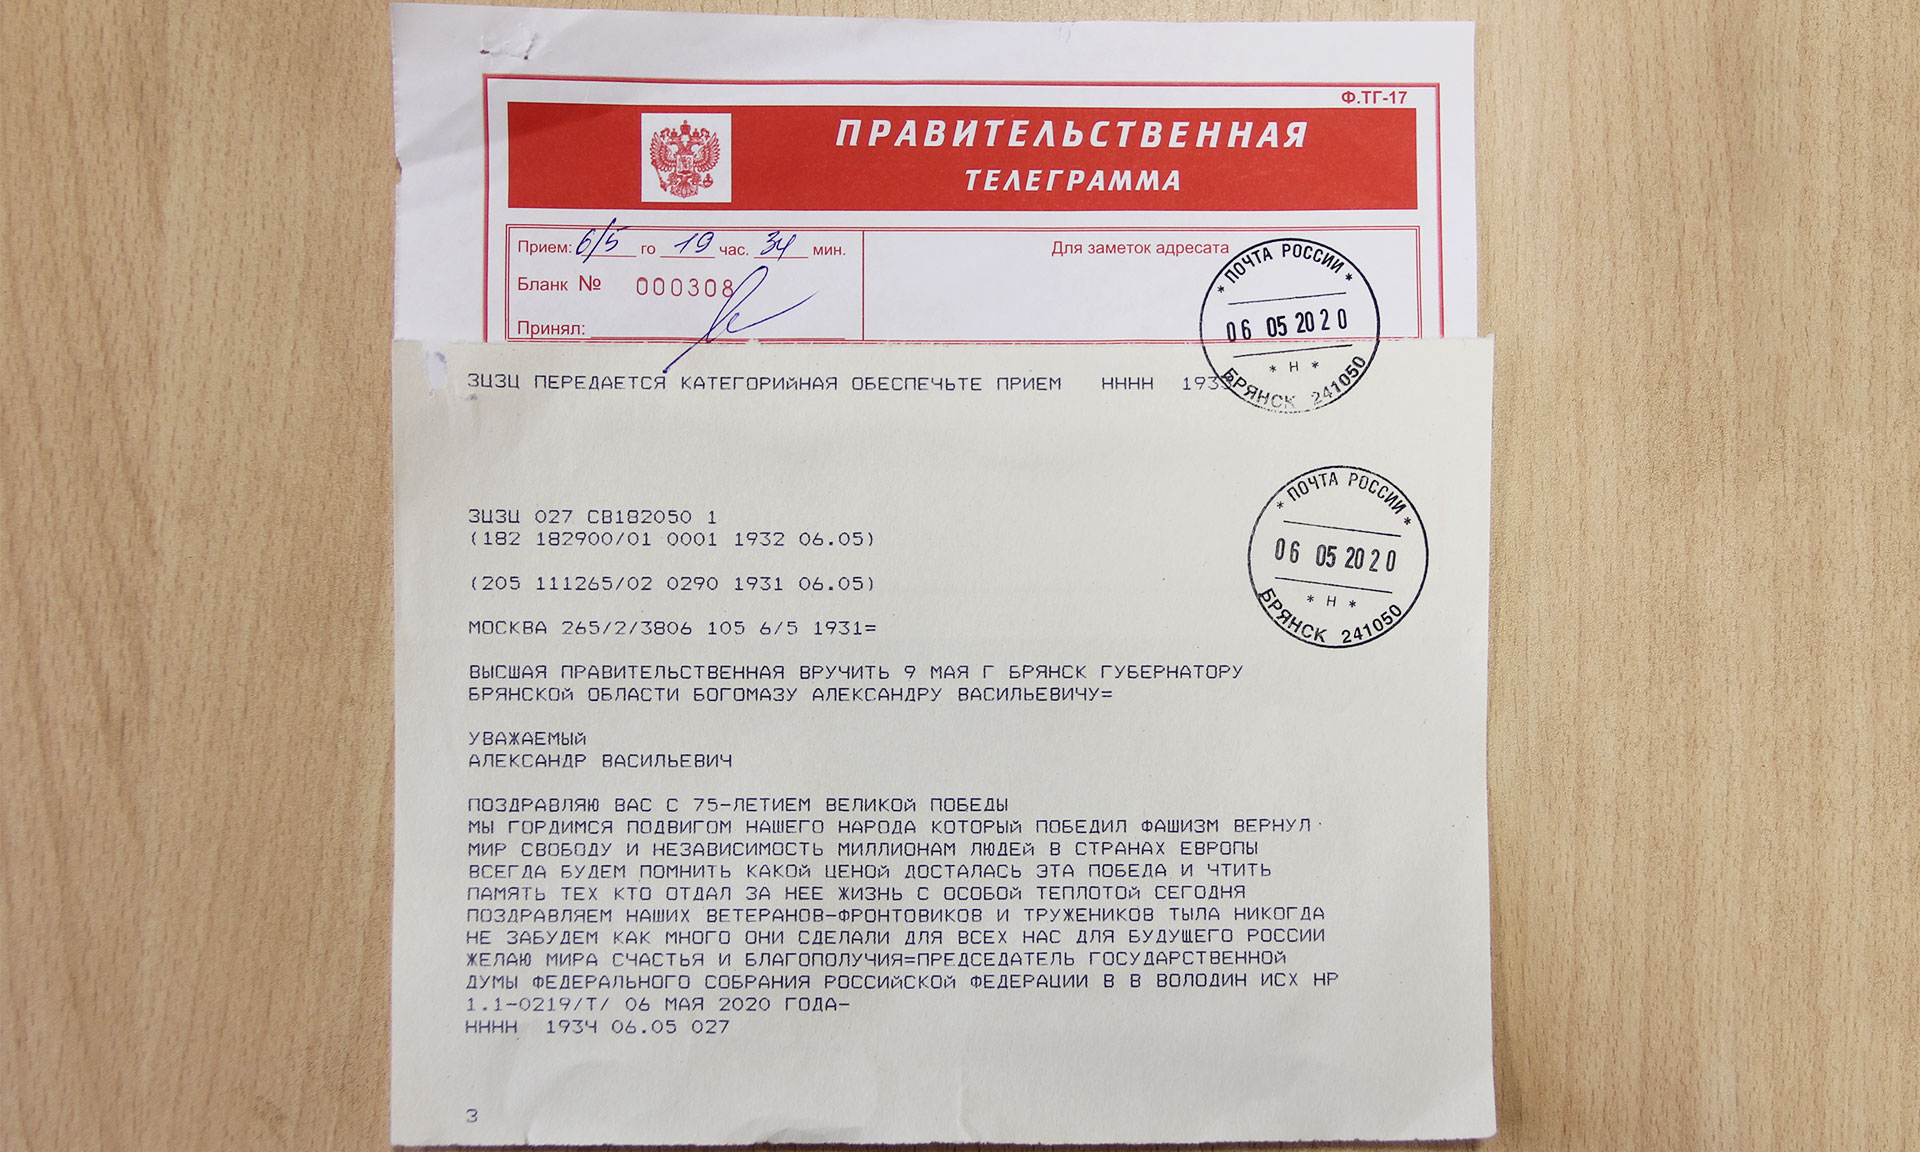 Ф.ТГ-17
ПРАВИТЕЛЬСТВЕННАЯ
ТЕЛЕГРАММА
Прием: 6/5 го 19 час. 34 мин.
Для заметок адресата
Бланк № 000308
Принял:
* ПОЧТА РОССИИ *
06 05 2020
* Н *
БРЯНСК 241050
ЗЦЗЦ ПЕРЕДАЕТСЯ КАТЕГОРИЙНАЯ ОБЕСПЕЧЬТЕ ПРИЕМ НННН
ЗЦЗЦ 027 СВ182050 1
(182 182900/01 0001 1932 06.05)
* ПОЧТА РОССИИ *
06 05 2020
* Н *
БРЯНСК 241050
(205 111265/02 0290 1931 06.05)
МОСКВА 265/2/3806 105 6/5 1931=
ВЫСШАЯ ПРАВИТЕЛЬСТВЕННАЯ ВРУЧИТЬ 9 МАЯ Г БРЯНСК ГУБЕРНАТОРУ
БРЯНСКОЙ ОБЛАСТИ БОГОМАЗУ АЛЕКСАНДРУ ВАСИЛЬЕВИЧУ=
УВАЖАЕМЫЙ
АЛЕКСАНДР ВАСИЛЬЕВИЧ
ПОЗДРАВЛЯЮ ВАС С 75-ЛЕТИЕМ ВЕЛИКОЙ ПОБЕДЫ
МЫ ГОРДИМСЯ ПОДВИГОМ НАШЕГО НАРОДА КОТОРЫЙ ПОБЕДИЛ ФАШИЗМ ВЕРНУЛ
МИР СВОБОДУ И НЕЗАВИСИМОСТЬ МИЛЛИОНАМ ЛЮДЕЙ В СТРАНАХ ЕВРОПЫ
ВСЕГДА БУДЕМ ПОМНИТЬ КАКОЙ ЦЕНОЙ ДОСТАЛАСЬ ЭТА ПОБЕДА И ЧТИТЬ
ПАМЯТЬ ТЕХ КТО ОТДАЛ ЗА НЕЕ ЖИЗНЬ С ОСОБОЙ ТЕПЛОТОЙ СЕГОДНЯ
ПОЗДРАВЛЯЕМ НАШИХ ВЕТЕРАНОВ-ФРОНТОВИКОВ И ТРУЖЕНИКОВ ТЫЛА НИКОГДА
НЕ ЗАБУДЕМ КАК МНОГО ОНИ СДЕЛАЛИ ДЛЯ ВСЕХ НАС ДЛЯ БУДУЩЕГО РОССИИ
ЖЕЛАЮ МИРА СЧАСТЬЯ И БЛАГОПОЛУЧИЯ=ПРЕДСЕДАТЕЛЬ ГОСУДАРСТВЕННОЙ
ДУМЫ ФЕДЕРАЛЬНОГО СОБРАНИЯ РОССИЙСКОЙ ФЕДЕРАЦИИ В В ВОЛОДИН ИСХ НР
1.1-0219/Т/ 06 МАЯ 2020 ГОДА-
НННН 1934 06.05 027
3